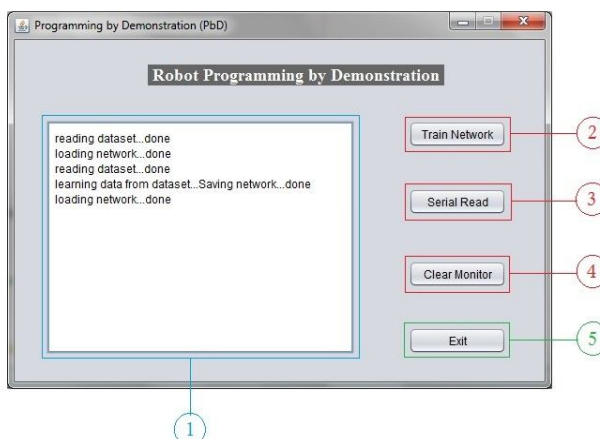 Programming by Demonstration (PbD)
Robot Programming by Demonstration
reading dataset...done
loading network...done
reading dataset...done
learning data from dataset...Saving network...done
loading network...done
Train Network
2
Serial Read
3
Clear Monitor
4
Exit
5
1